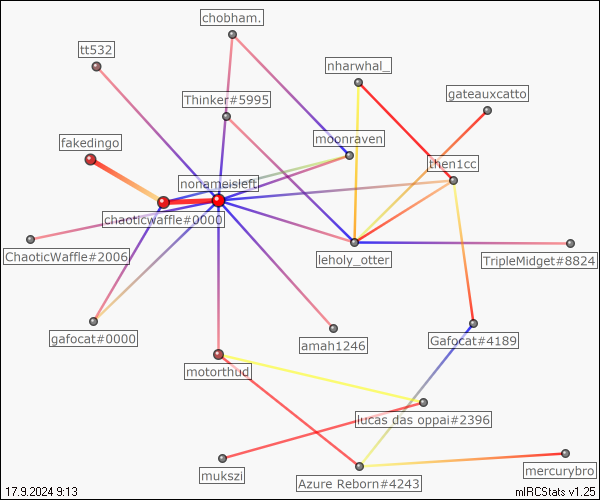 chobham.
tt532
nharwhal_
gateauxcatto
Thinker#5995
fakedingo
moonraven
then1cc
nonameisleft
chaoticwaffle#0000
ChaoticWaffle#2006
leholy_otter
TripleMidget#8824
gafocat#0000
amah1246
Gafocat#4189
motorthud
lucas das oppai#2396
mukszi
Azure Reborn#4243
mercurybro
17.9.2024 9:13
mIRCStats v1.25